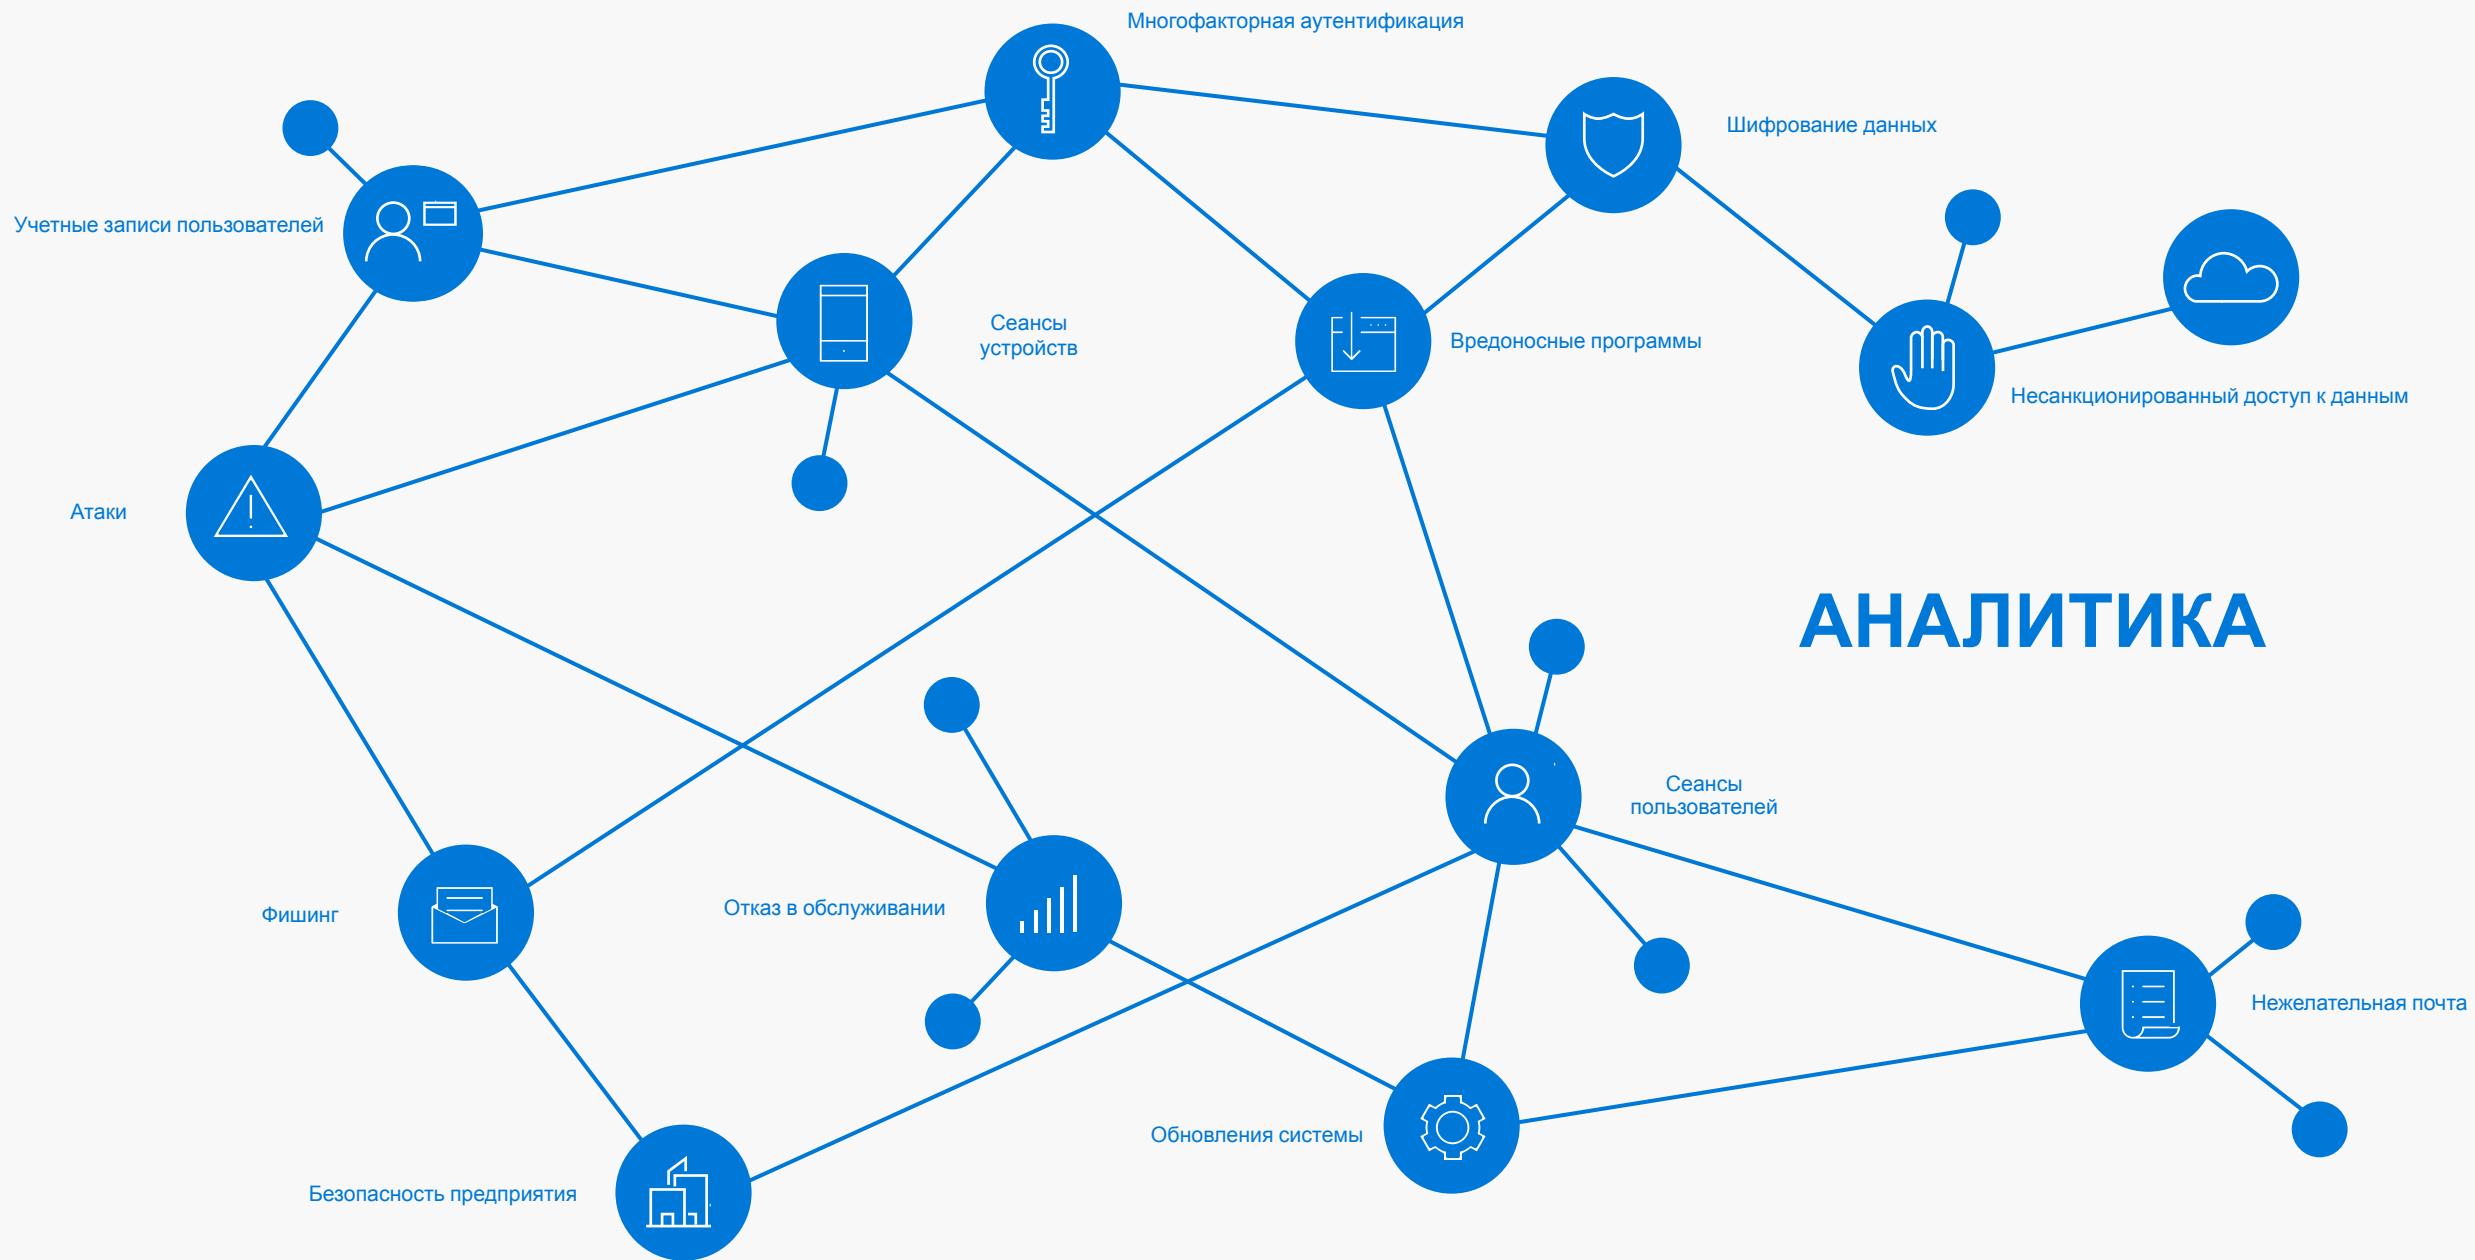 Многофакторная аутентификация
Шифрование данных
Учетные записи пользователей
Сеансы
устройств
Вредоносные программы
Несанкционированный доступ к данным
Атаки
АНАЛИТИКА
Сеансы
пользователей
Фишинг
Отказ в обслуживании
Нежелательная почта
Обновления системы
Безопасность предприятия